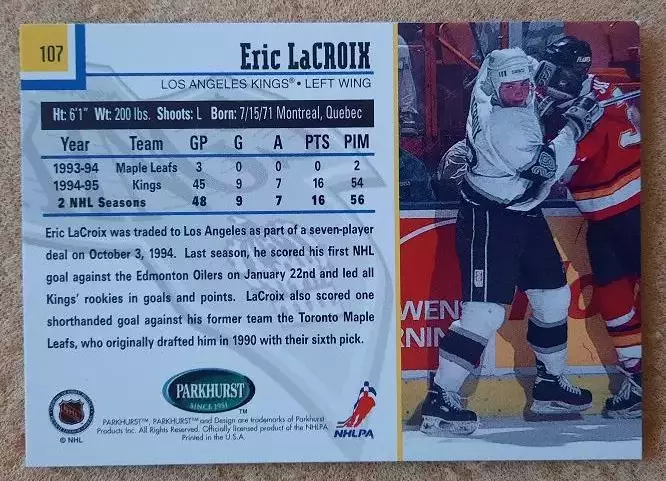 107
Eric LaCROIX
LOS ANGELES KINGS® • LEFT WING
Ht: 6'1" Wt: 200 lbs. Shoots: L Born: 7/15/71 Montreal, Quebec
Year Team GP G A PTS PIM
1993-94 Maple Leafs 3 0 0 0 2
1994-95 Kings 45 9 7 16 54
2 NHL Seasons 48 9 7 16 56
Eric LaCroix was traded to Los Angeles as part of a seven-player
deal on October 3, 1994. Last season, he scored his first NHL
goal against the Edmonton Oilers on January 22nd and led all
Kings' rookies in goals and points. LaCroix also scored one
shorthanded goal against his former team the Toronto Maple
Leafs, who originally drafted him in 1990 with their sixth pick.
PARKHURST
SINCE 1951
™
NHL
© NHL
PARKHURST™, PARKHURST™ and Design are trademarks of Parkhurst
Products Inc. All Rights Reserved. Officially licensed product of the NHLPA.
Printed in the U.S.A.
NHLPA
WENS
RNIN